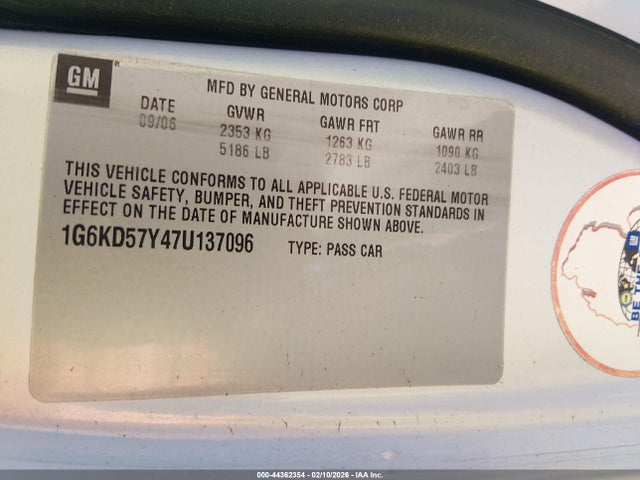 GM
MFD BY GENERAL MOTORS CORP
DATE GVWR GAWR FRT GAWR RR
09/06 2353 KG 1263 KG 1090 KG
5186 LB 2783 LB 2403 LB
THIS VEHICLE CONFORMS TO ALL APPLICABLE U.S. FEDERAL MOTOR
VEHICLE SAFETY, BUMPER, AND THEFT PREVENTION STANDARDS IN
EFFECT ON THE DATE OF MANUFACTURE SHOWN ABOVE.
1G6KD57Y47U137096 TYPE: PASS CAR
GM
BE THE
000-44362354 - 02/10/2026 - IAA Inc.